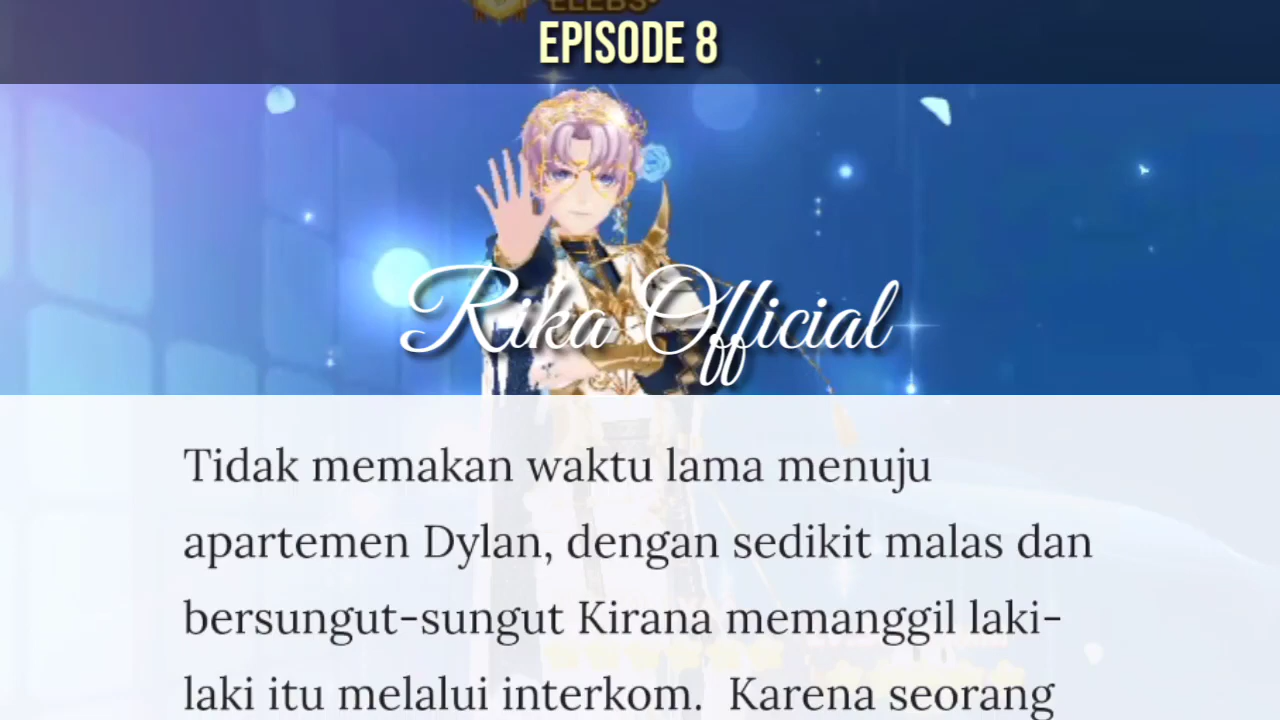 ELEBS
EPISODE 8
Rika Official
Tidak memakan waktu lama menuju
apartemen Dylan, dengan sedikit malas dan
bersungut-sungut Kirana memanggil laki-
laki itu melalui interkom. Karena seorang